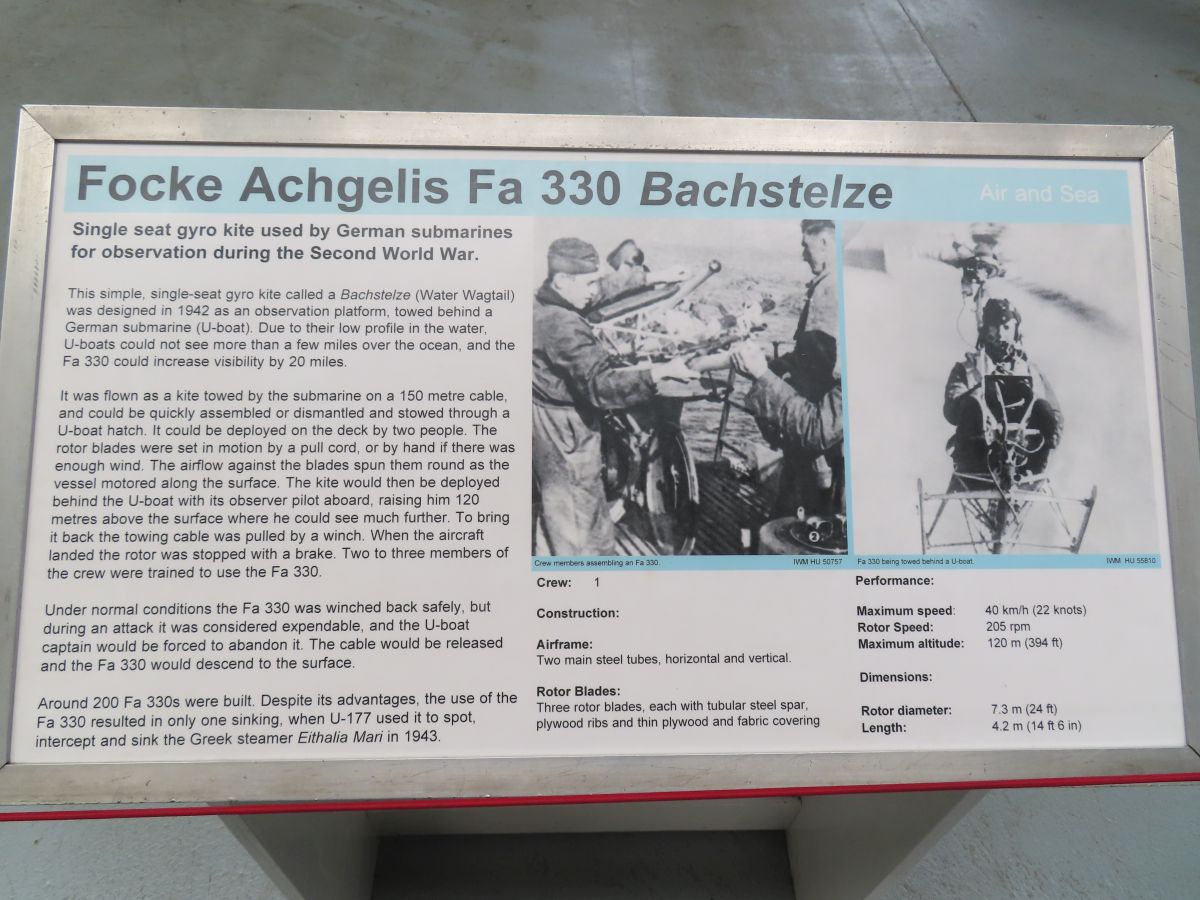 Focke Achgelis Fa 330 Bachstelze
Air and Sea
Single seat gyro kite used by German submarines
for observation during the Second World War.
This simple, single-seat gyro kite called a Bachstelze (Water Wagtail)
was designed in 1942 as an observation platform, towed behind a
German submarine (U-boat). Due to their low profile in the water,
U-boats could not see more than a few miles over the ocean, and the
Fa 330 could increase visibility by 20 miles.
It was flown as a kite towed by the submarine on a 150 metre cable,
and could be quickly assembled or dismantled and stowed through a
U-boat hatch. It could be deployed on the deck by two people. The
rotor blades were set in motion by a pull cord, or by hand if there was
enough wind. The airflow against the blades spun them round as the
vessel motored along the surface. The kite would then be deployed
behind the U-boat with its observer pilot aboard, raising him 120
metres above the surface where he could see much further. To bring
it back the towing cable was pulled by a winch. When the aircraft
landed the rotor was stopped with a brake. Two to three members of
the crew were trained to use the Fa 330.
Under normal conditions the Fa 330 was winched back safely, but
during an attack it was considered expendable, and the U-boat
captain would be forced to abandon it. The cable would be released
and the Fa 330 would descend to the surface.
Around 200 Fa 330s were built. Despite its advantages, the use of the
Fa 330 resulted in only one sinking, when U-177 used it to spot,
intercept and sink the Greek steamer Eithalia Mari in 1943.
2
Crew members assembling an Fa 330.
IWM HU 50757
Fa 330 being towed behind a U-boat.
IWM HU 55810
Crew: 1
Construction:
Airframe:
Two main steel tubes, horizontal and vertical.
Rotor Blades:
Three rotor blades, each with tubular steel spar,
plywood ribs and thin plywood and fabric covering
Performance:
Maximum speed: 40 km/h (22 knots)
Rotor Speed: 205 rpm
Maximum altitude: 120 m (394 ft)
Dimensions:
Rotor diameter: 7.3 m (24 ft)
Length: 4.2 m (14 ft 6 in)